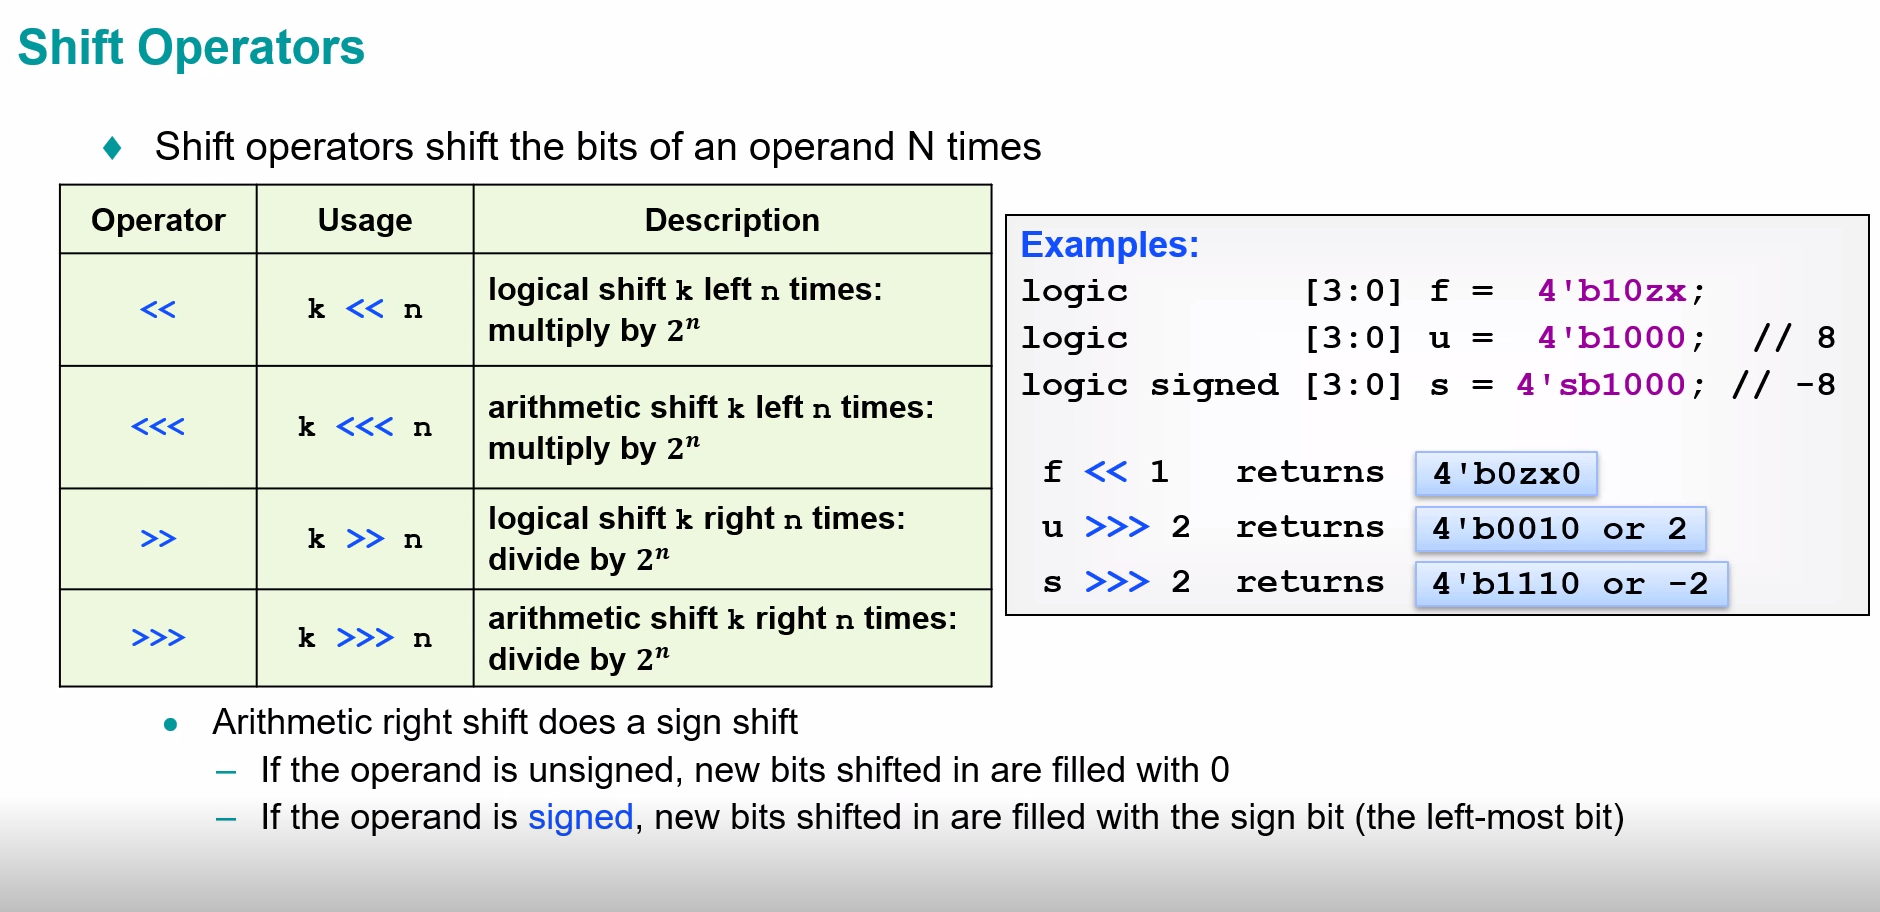 Shift Operators
♦ Shift operators shift the bits of an operand N times
Operator Usage Description
<< k << n logical shift k left n times:
multiply by 2ⁿ
<<< k <<< n arithmetic shift k left n times:
multiply by 2ⁿ
>> k >> n logical shift k right n times:
divide by 2ⁿ
>>> k >>> n arithmetic shift k right n times:
divide by 2ⁿ
Examples:
logic [3:0] f = 4'b10zx;
logic [3:0] u = 4'b1000; // 8
logic signed [3:0] s = 4'sb1000; // -8
f << 1 returns 4'b0zx0
u >>> 2 returns 4'b0010 or 2
s >>> 2 returns 4'b1110 or -2
● Arithmetic right shift does a sign shift
– If the operand is unsigned, new bits shifted in are filled with 0
– If the operand is signed, new bits shifted in are filled with the sign bit (the left-most bit)